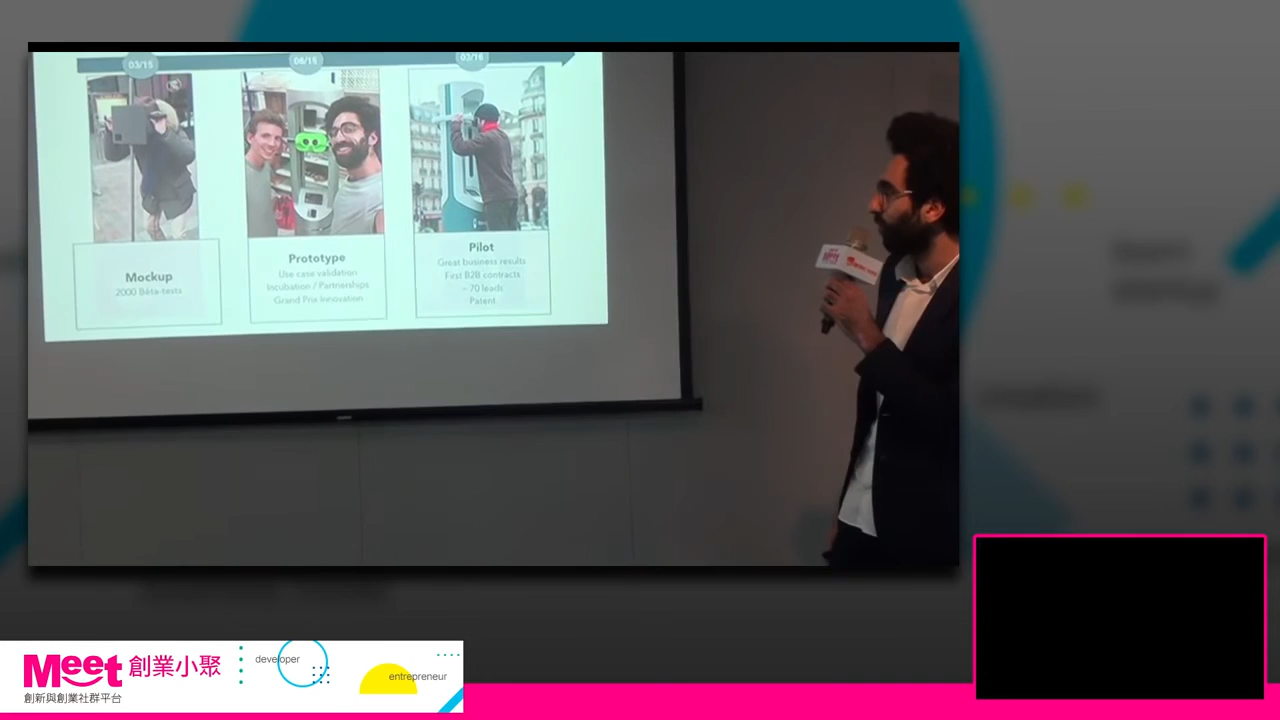 03/15
06/15
03/16
Mockup
2000 Bêta-tests
Prototype
Use case validation
Incubation / Partnerships
Grand Prix Innovation
Pilot
Great business results
First B2B contracts
~ 70 leads
Patent
Meet 創業小聚
創新與創業社群平台
developer
entrepreneur